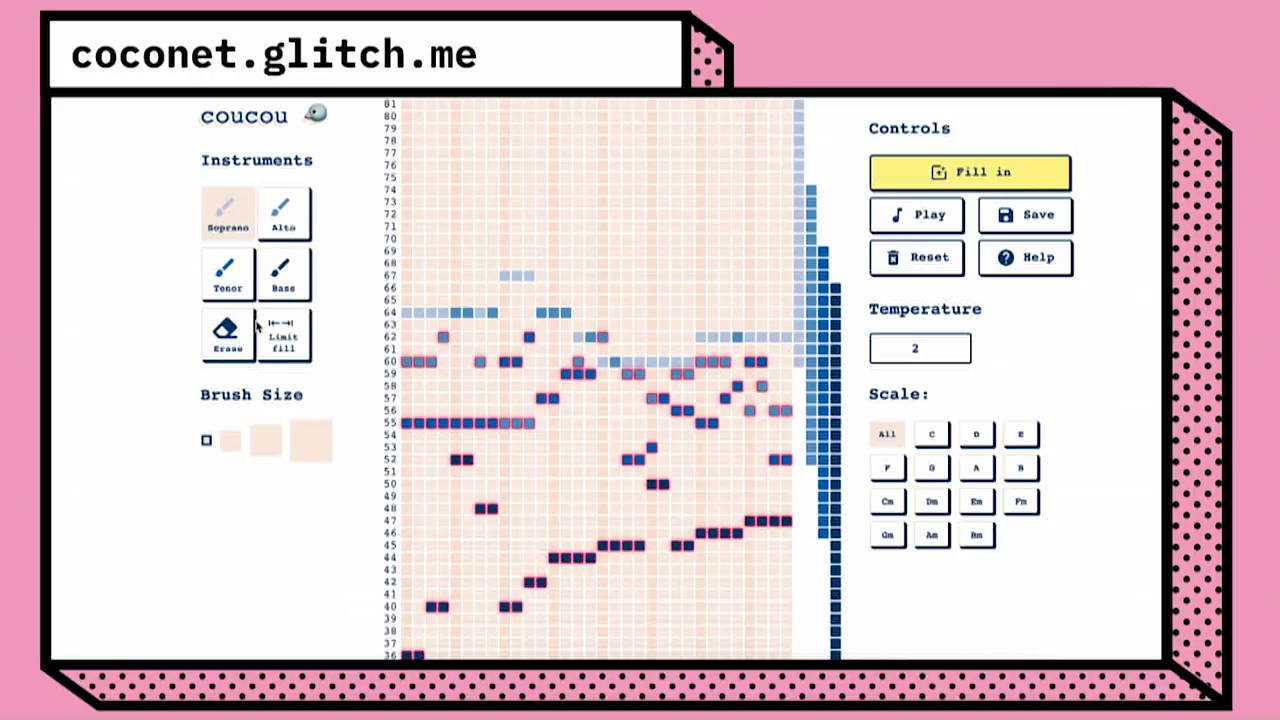 coconet.glitch.me
coucou
Instruments
Soprano Alto
Tenor Bass
Erase Limit fill
Brush Size
81
80
79
78
77
76
75
74
73
72
71
70
69
68
67
66
65
64
63
62
61
60
59
58
57
56
55
54
53
52
51
50
49
48
47
46
45
44
43
42
41
40
39
38
37
36
Controls
Fill in
Play Save
Reset Help
Temperature
2
Scale:
All C D E
F G A B
Cm Dm Em Fm
Gm Am Bm